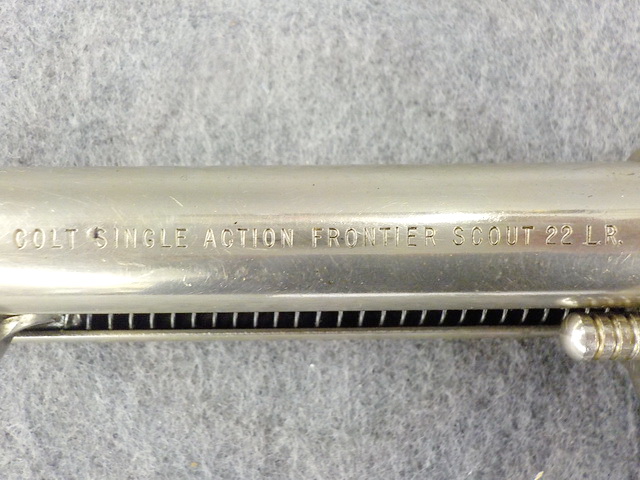 COLT SINGLE ACTION FRONTIER SCOUT 22 L.R.